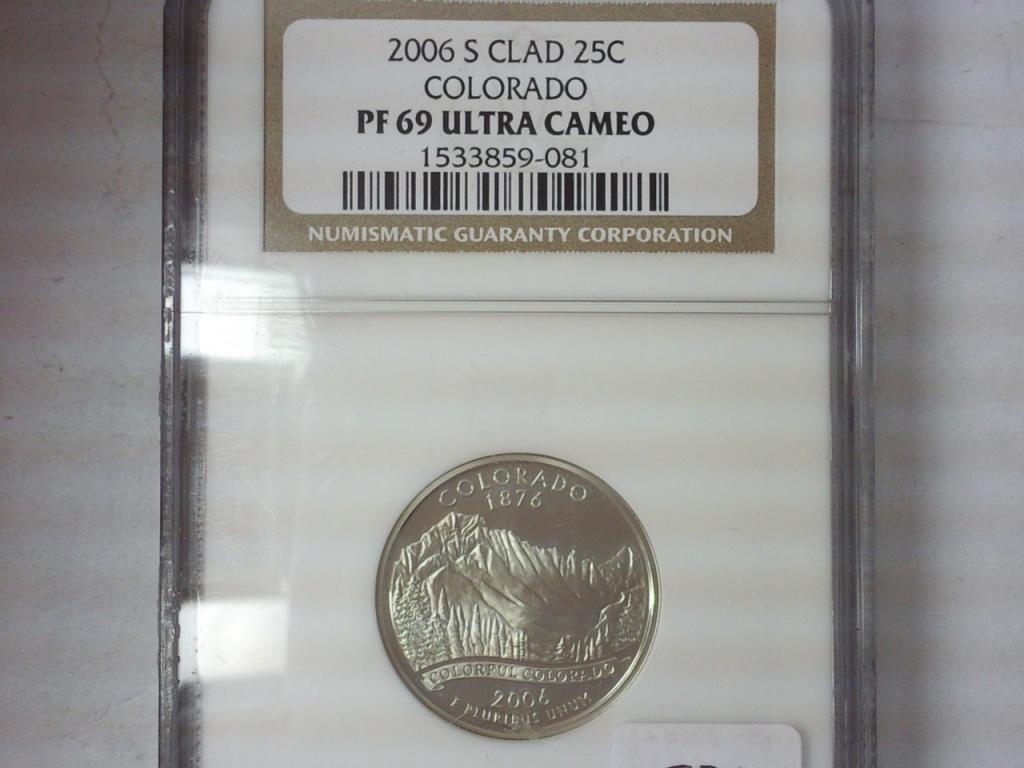 2006 S CLAD 25C
COLORADO
PF 69 ULTRA CAMEO
1533859-081
NUMISMATIC GUARANTY CORPORATION
COLORADO
1876
COLORFUL COLORADO
2006
E PLURIBUS UNUM